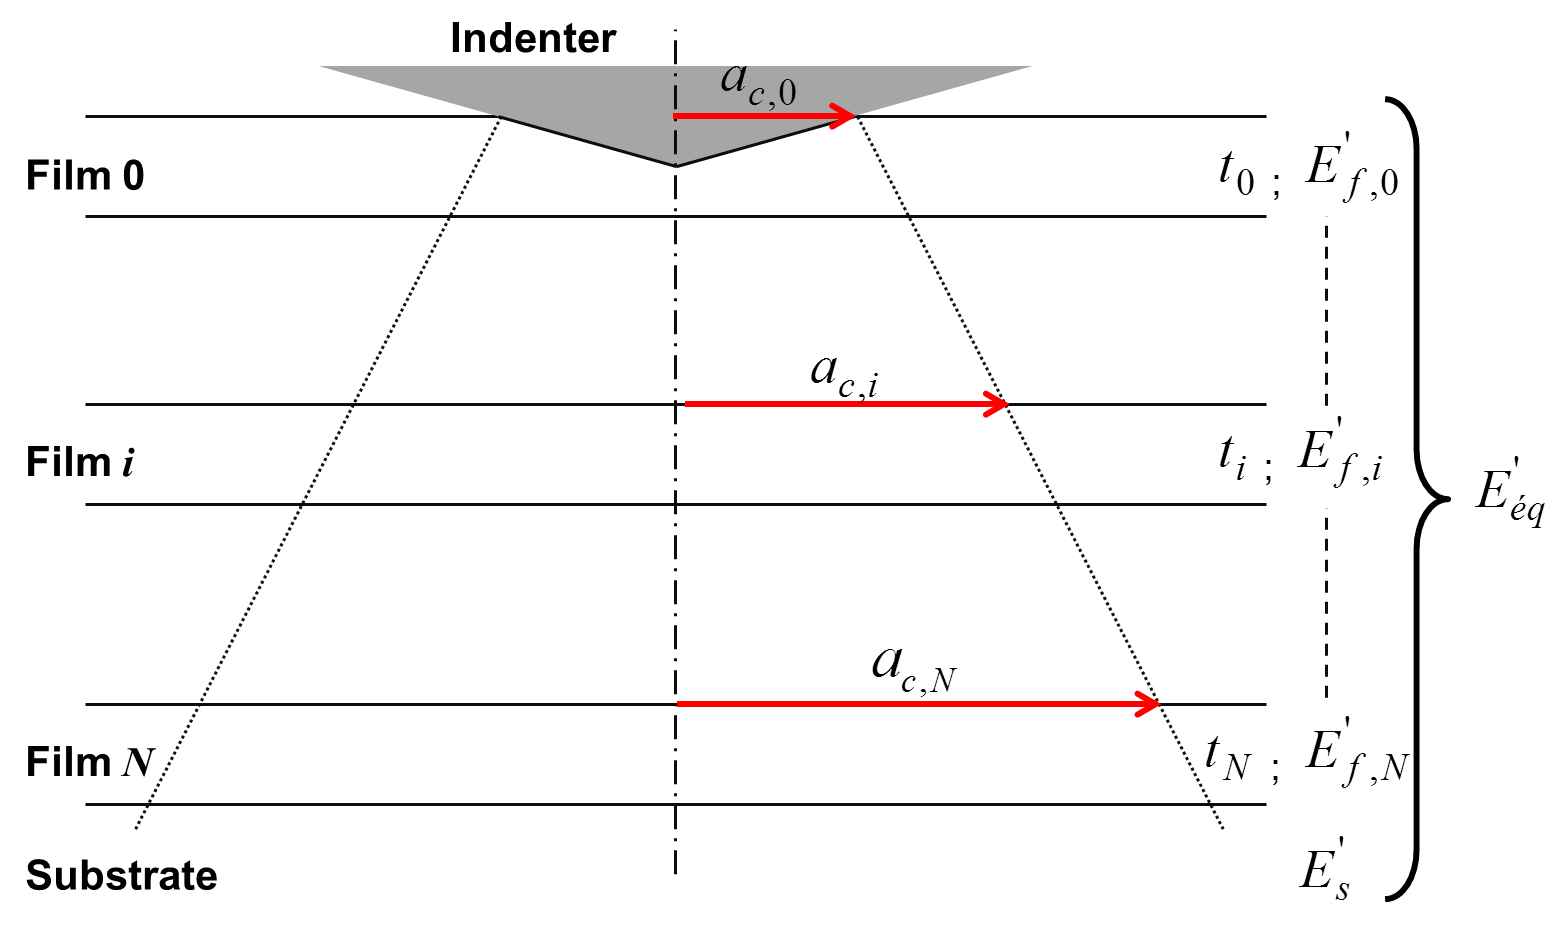 Indenter
a_{c,0}
Film 0
t_0 ; E'_{f,0}
a_{c,i}
Film i
t_i ; E'_{f,i}
E'_{éq}
a_{c,N}
Film N
t_N ; E'_{f,N}
Substrate
E'_s